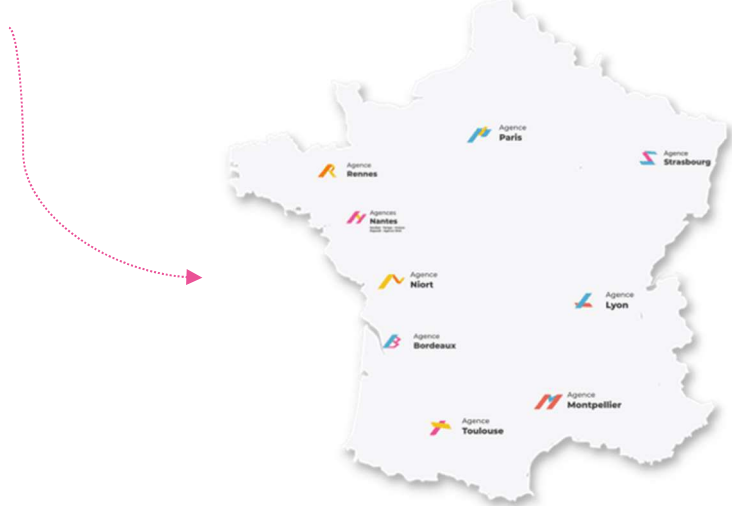 Agence
Paris
Agence
Strasbourg
Agence
Rennes
Agences
Nantes
Agence
Niort
Agence
Lyon
Agence
Bordeaux
Agence
Montpellier
Agence
Toulouse